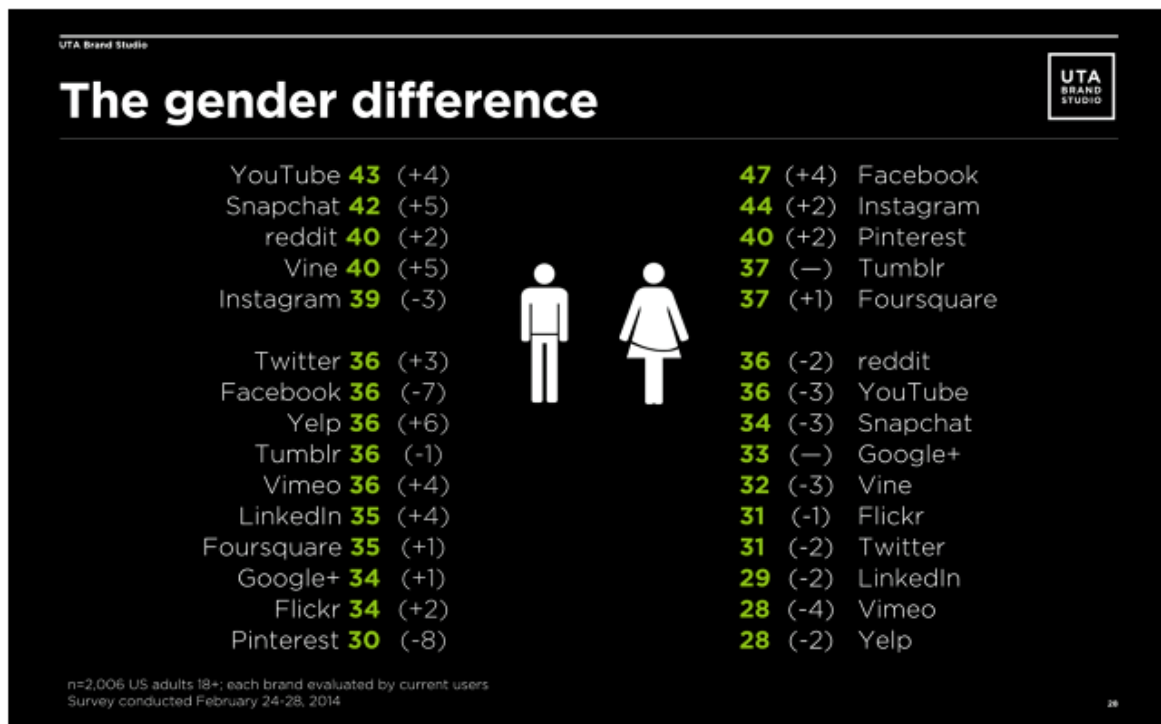 UTA Brand Studio
The gender difference
UTA
BRAND
STUDIO
YouTube 43 (+4)
Snapchat 42 (+5)
reddit 40 (+2)
Vine 40 (+5)
Instagram 39 (-3)
Twitter 36 (+3)
Facebook 36 (-7)
Yelp 36 (+6)
Tumblr 36 (-1)
Vimeo 36 (+4)
LinkedIn 35 (+4)
Foursquare 35 (+1)
Google+ 34 (+1)
Flickr 34 (+2)
Pinterest 30 (-8)
47 (+4) Facebook
44 (+2) Instagram
40 (+2) Pinterest
37 (—) Tumblr
37 (+1) Foursquare
36 (-2) reddit
36 (-3) YouTube
34 (-3) Snapchat
33 (—) Google+
32 (-3) Vine
31 (-1) Flickr
31 (-2) Twitter
29 (-2) LinkedIn
28 (-4) Vimeo
28 (-2) Yelp
n=2,006 US adults 18+; each brand evaluated by current users
Survey conducted February 24-28, 2014